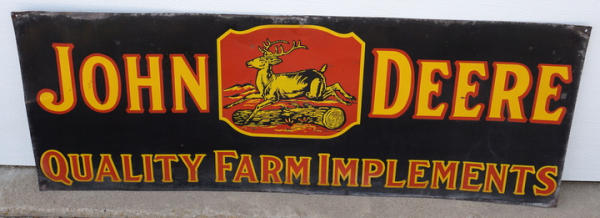 JOHN DEERE
QUALITY FARM IMPLEMENTS